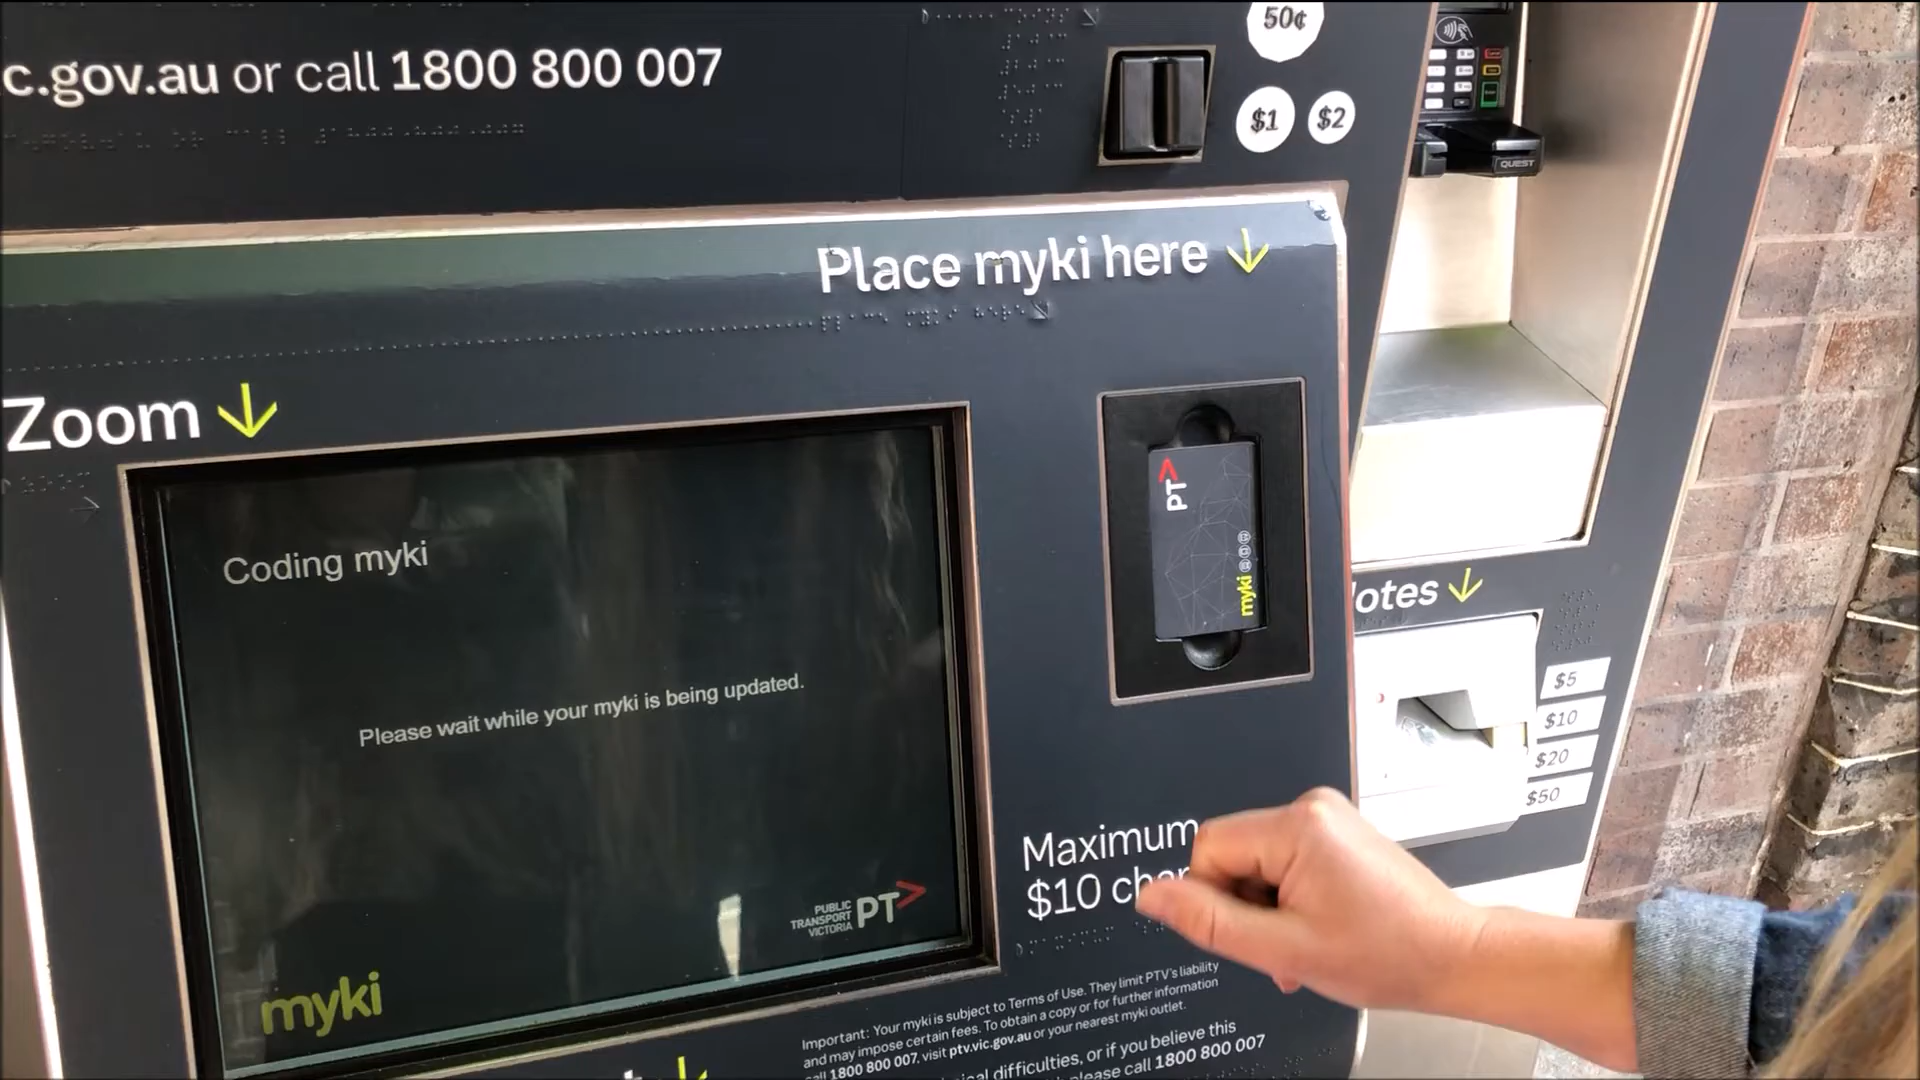 c.gov.au or call 1800 800 007
50¢
$1
$2
QUEST
Place myki here
Zoom
PT>
myki
Coding myki
Please wait while your myki is being updated.
PUBLIC
TRANSPORT
VICTORIA
PT>
myki
otes
$5
$10
$20
$50
Maximum
$10
Important: Your myki is subject to Terms of Use. They limit PTV's liability
and may impose certain fees. To obtain a copy or for further information
call 1800 800 007, visit ptv.vic.gov.au or your nearest myki outlet.
difficulties, or if you believe this
please call 1800 800 007